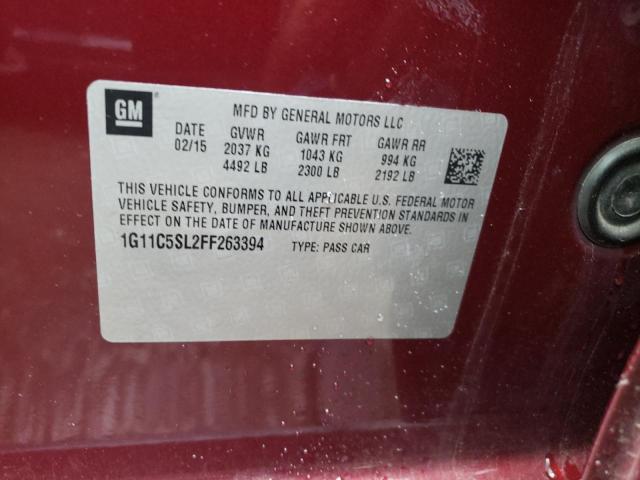 GM
MFD BY GENERAL MOTORS LLC
DATE GVWR GAWR FRT GAWR RR
02/15 2037 KG 1043 KG 994 KG
4492 LB 2300 LB 2192 LB
THIS VEHICLE CONFORMS TO ALL APPLICABLE U.S. FEDERAL MOTOR
VEHICLE SAFETY, BUMPER, AND THEFT PREVENTION STANDARDS IN
EFFECT ON THE DATE OF MANUFACTURE SHOWN ABOVE.
1G11C5SL2FF263394 TYPE: PASS CAR